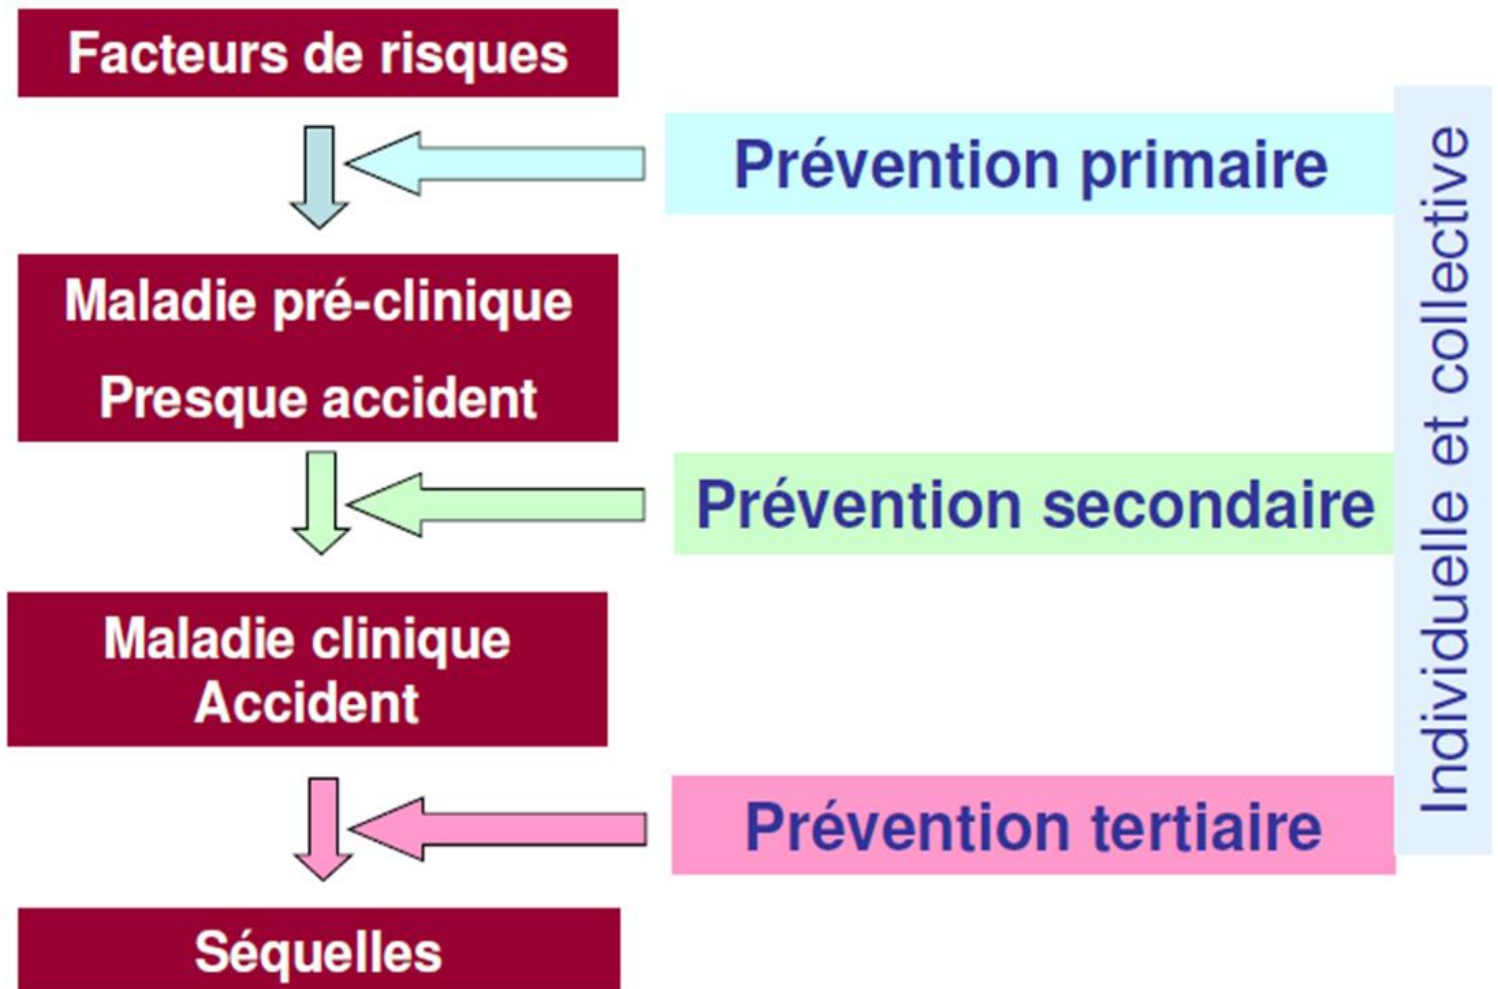 Facteurs de risques
Prévention primaire
Maladie pré-clinique
Presque accident
Prévention secondaire
Maladie clinique
Accident
Prévention tertiaire
Séquelles
Individuelle et collective